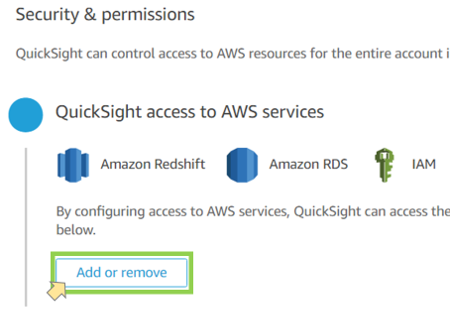 Security & permissions
QuickSight can control access to AWS resources for the entire account i
QuickSight access to AWS services
Amazon Redshift Amazon RDS IAM
By configuring access to AWS services, QuickSight can access the
below.
Add or remove